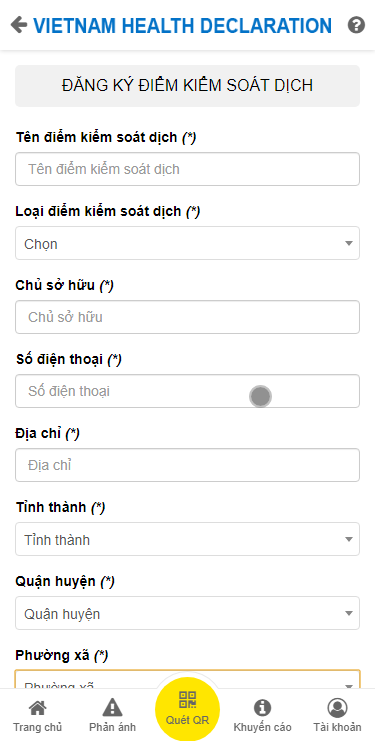 VIETNAM HEALTH DECLARATION
ĐĂNG KÝ ĐIỂM KIỂM SOÁT DỊCH
Tên điểm kiểm soát dịch (*)
Tên điểm kiểm soát dịch
Loại điểm kiểm soát dịch (*)
Chọn
Chủ sở hữu (*)
Chủ sở hữu
Số điện thoại (*)
Số điện thoại
Địa chỉ (*)
Địa chỉ
Tỉnh thành (*)
Tỉnh thành
Quận huyện (*)
Quận huyện
Phường xã (*)
Phường xã
Trang chủ Phản ánh Quét QR Khuyến cáo Tài khoản